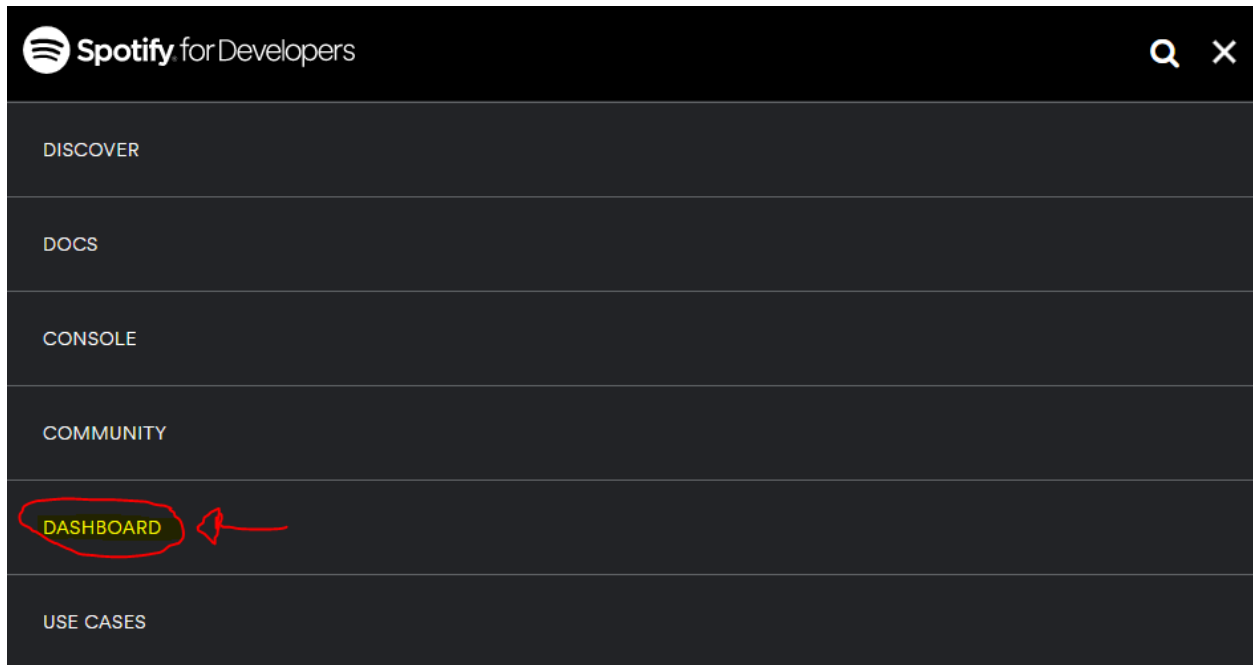 Spotify for Developers
DISCOVER
DOCS
CONSOLE
COMMUNITY
DASHBOARD
USE CASES